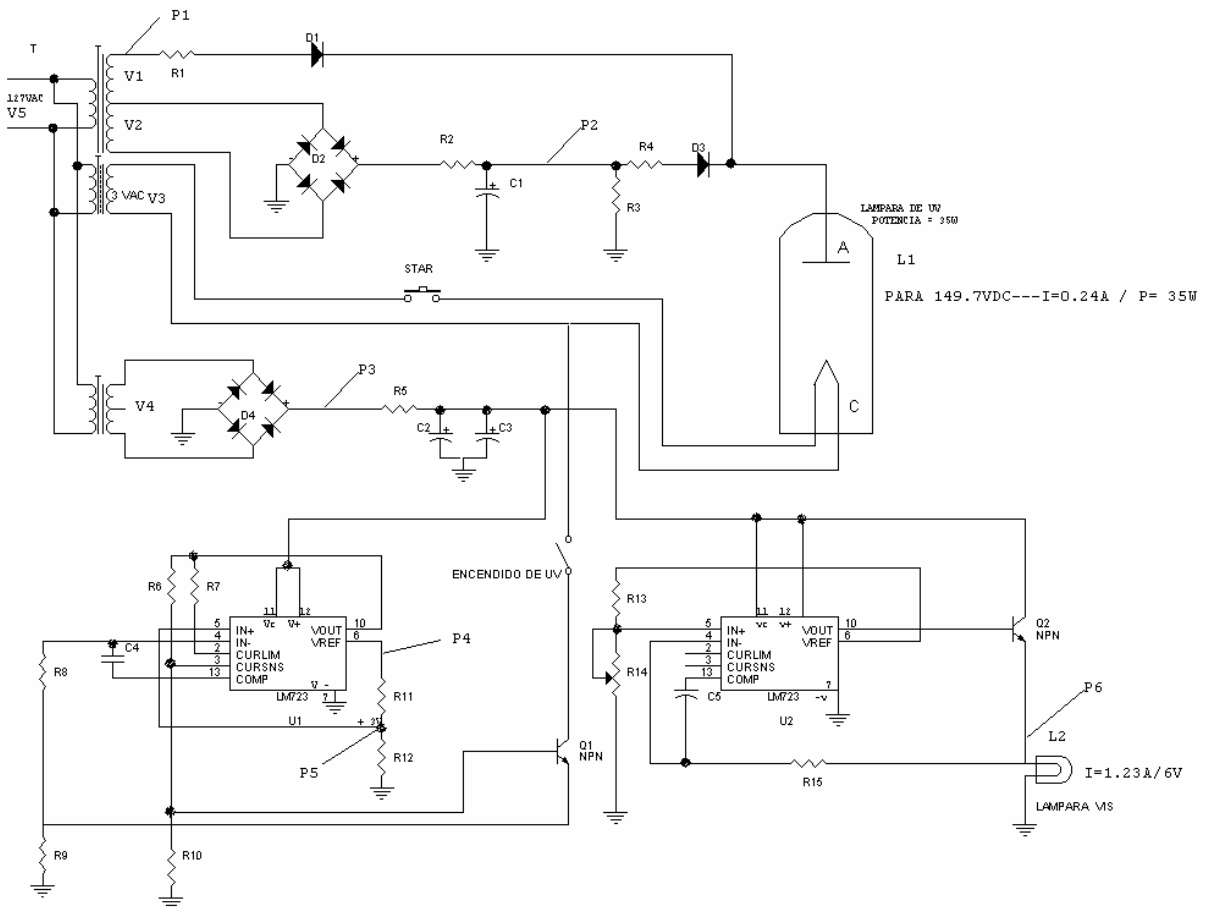 P1
T
D1
V1
R1
127VAC
V5
V2
P2
R2
R4
D3
- D2 +
C1
+
3 VAC V3
R3
LAMPARA DE UV
POTENCIA = 35W
A
L1
STAR
PARA 149.7VDC---I=0.24A / P= 35W
P3
R5
V4
- D4 +
C
C2 + + C3
R6 R7
ENCENDIDO DE UV
R13
11 12
Vc V+
11 12
vc v+
5 IN+ VOUT 10
4 IN- VREF 6
2 CURLIM
3 CURSNS
13 COMP
V - 7
LM723
U1
P4
C4
R8
R11
+ 3V
P5
R12
Q1
NPN
5 IN+ VOUT 10
4 IN- VREF 6
2 CURLIM
3 CURSNS
13 COMP
7 -v
LM723
U2
R14
C5
Q2
NPN
P6
L2
I=1.23A/6V
R15
LAMPARA VIS
R9
R10